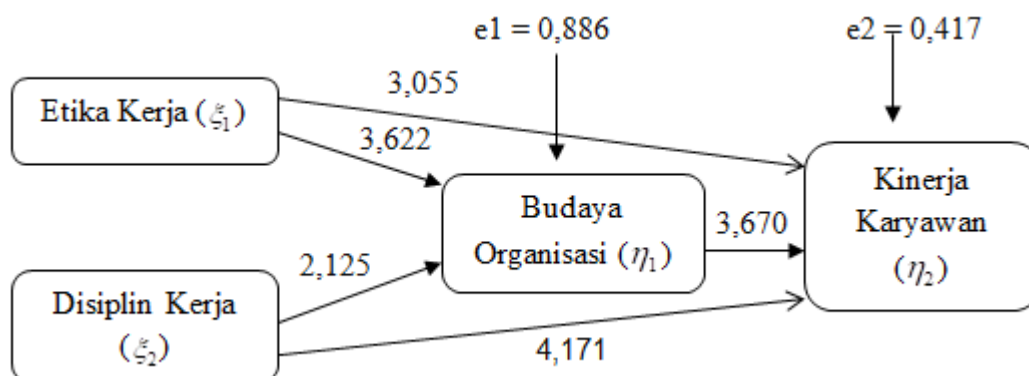 e1 = 0,886
e2 = 0,417
Etika Kerja (ξ₁)
3,055
3,622
Budaya
Organisasi (η₁)
3,670
Kinerja
Karyawan
(η₂)
2,125
Disiplin Kerja
(ξ₂)
4,171